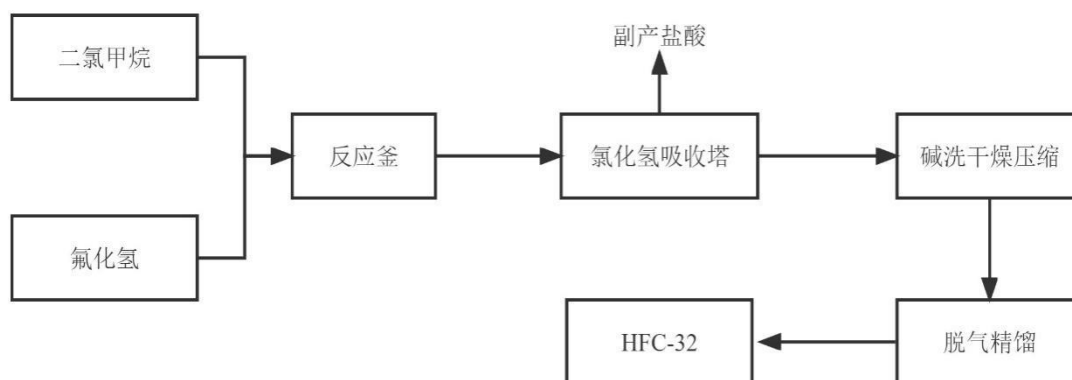 二氯甲烷
副产盐酸
反应釜
氯化氢吸收塔
碱洗干燥压缩
氟化氢
HFC-32
脱气精馏